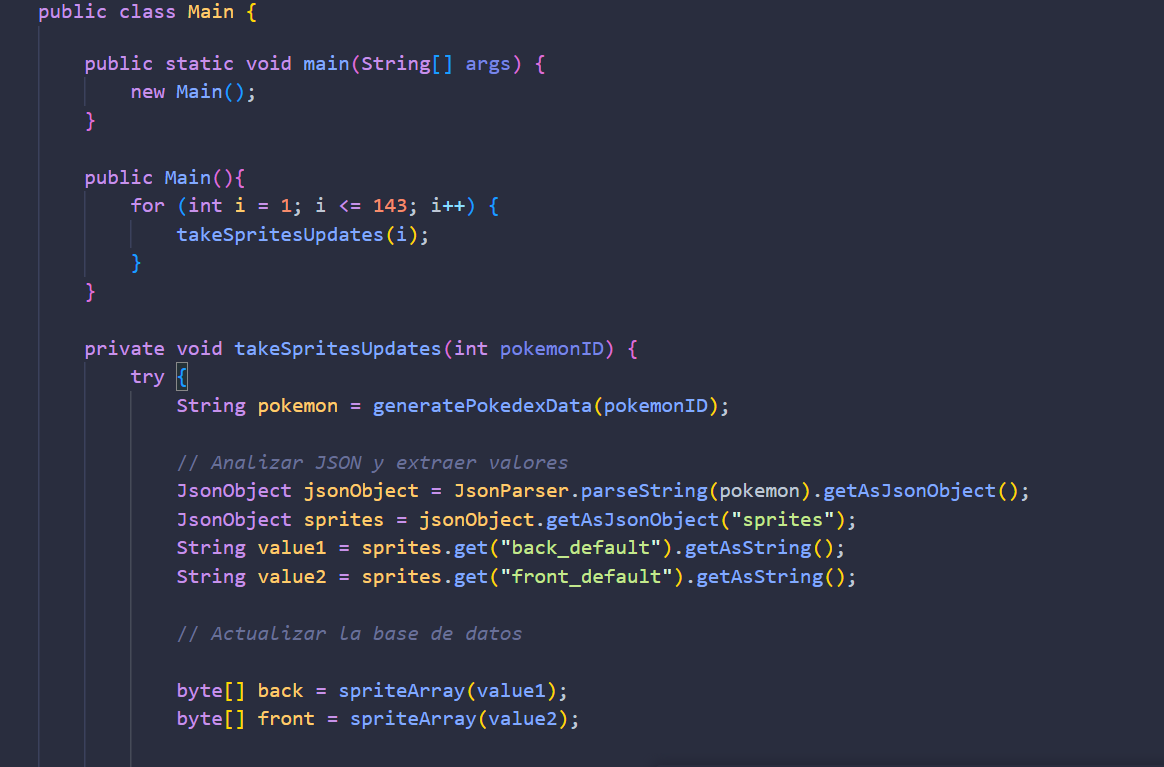 public class Main {
public static void main(String[] args) {
new Main();
}
public Main(){
for (int i = 1; i <= 143; i++) {
takeSpritesUpdates(i);
}
}
private void takeSpritesUpdates(int pokemonID) {
try {
String pokemon = generatePokedexData(pokemonID);
// Analizar JSON y extraer valores
JsonObject jsonObject = JsonParser.parseString(pokemon).getAsJsonObject();
JsonObject sprites = jsonObject.getAsJsonObject("sprites");
String value1 = sprites.get("back_default").getAsString();
String value2 = sprites.get("front_default").getAsString();
// Actualizar la base de datos
byte[] back = spriteArray(value1);
byte[] front = spriteArray(value2);